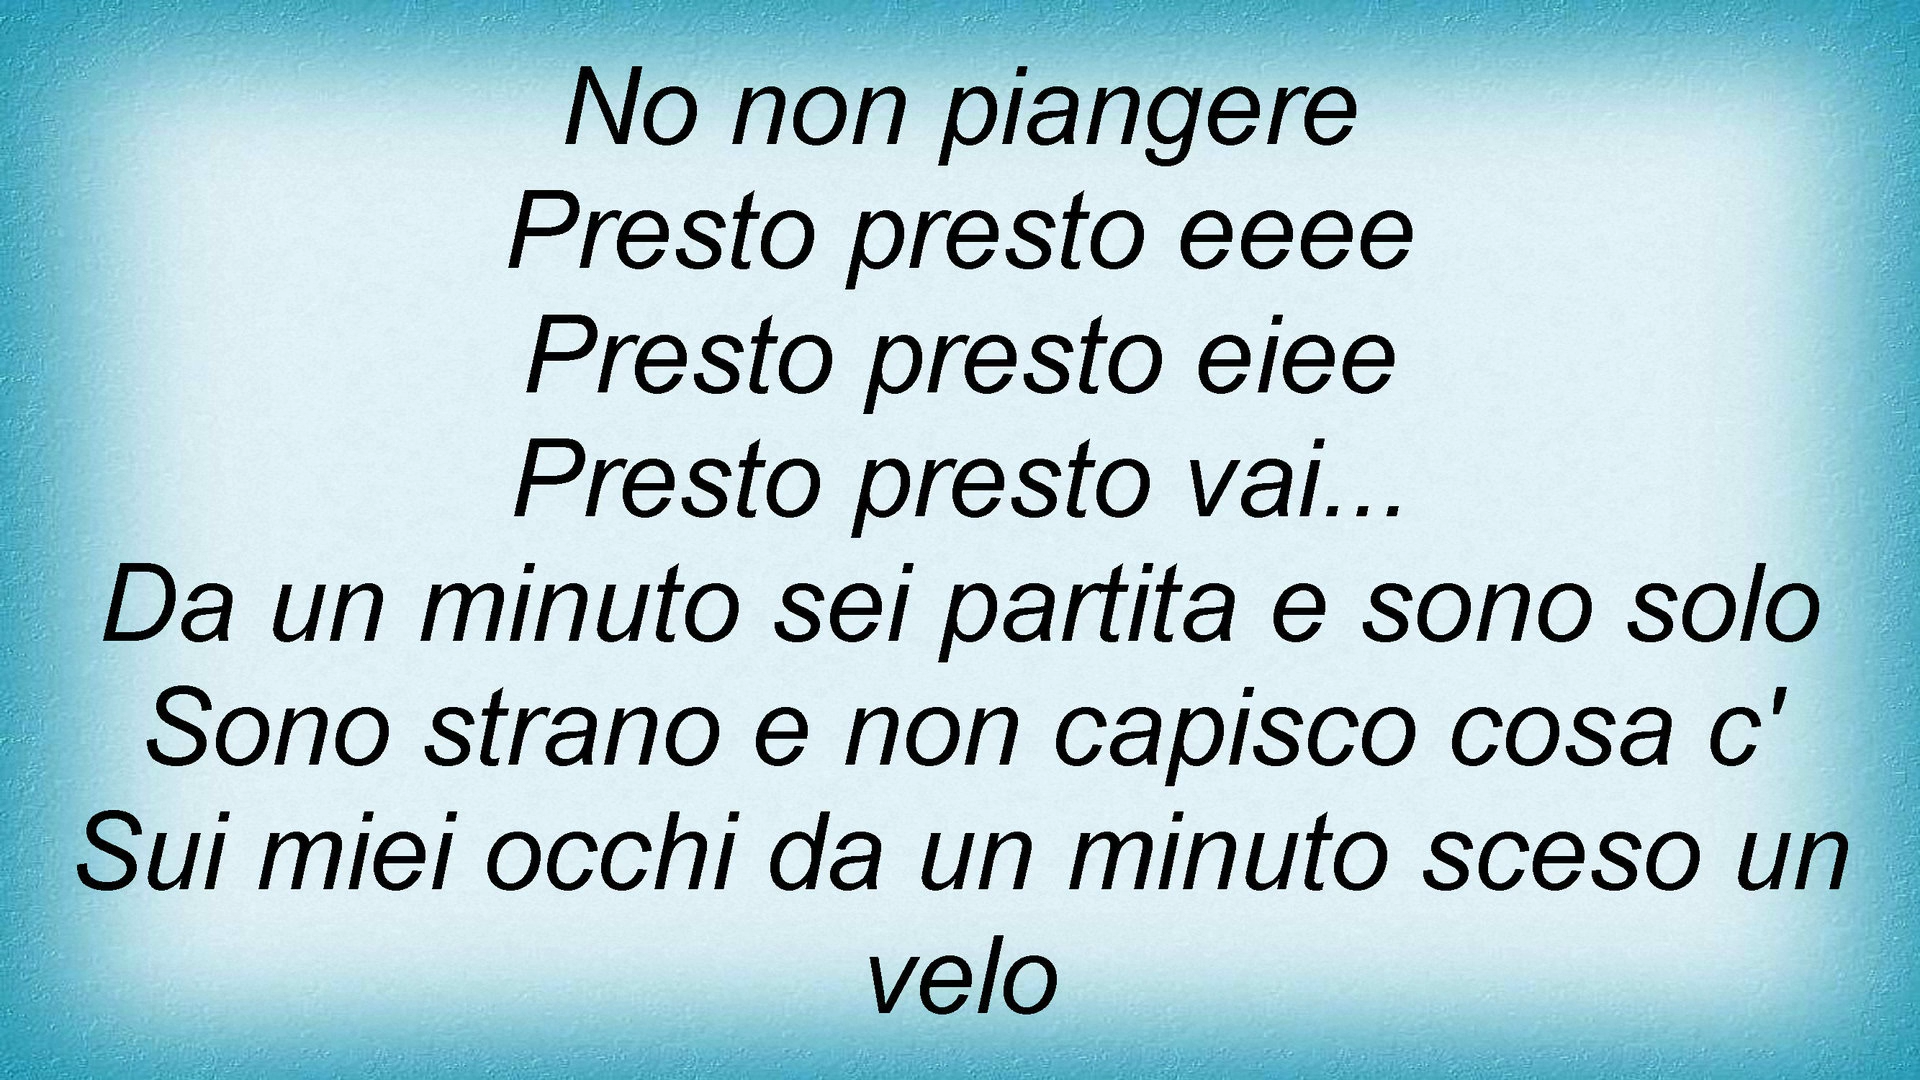 No non piangere
Presto presto eeee
Presto presto eiee
Presto presto vai...
Da un minuto sei partita e sono solo
Sono strano e non capisco cosa c'
Sui miei occhi da un minuto sceso un
velo